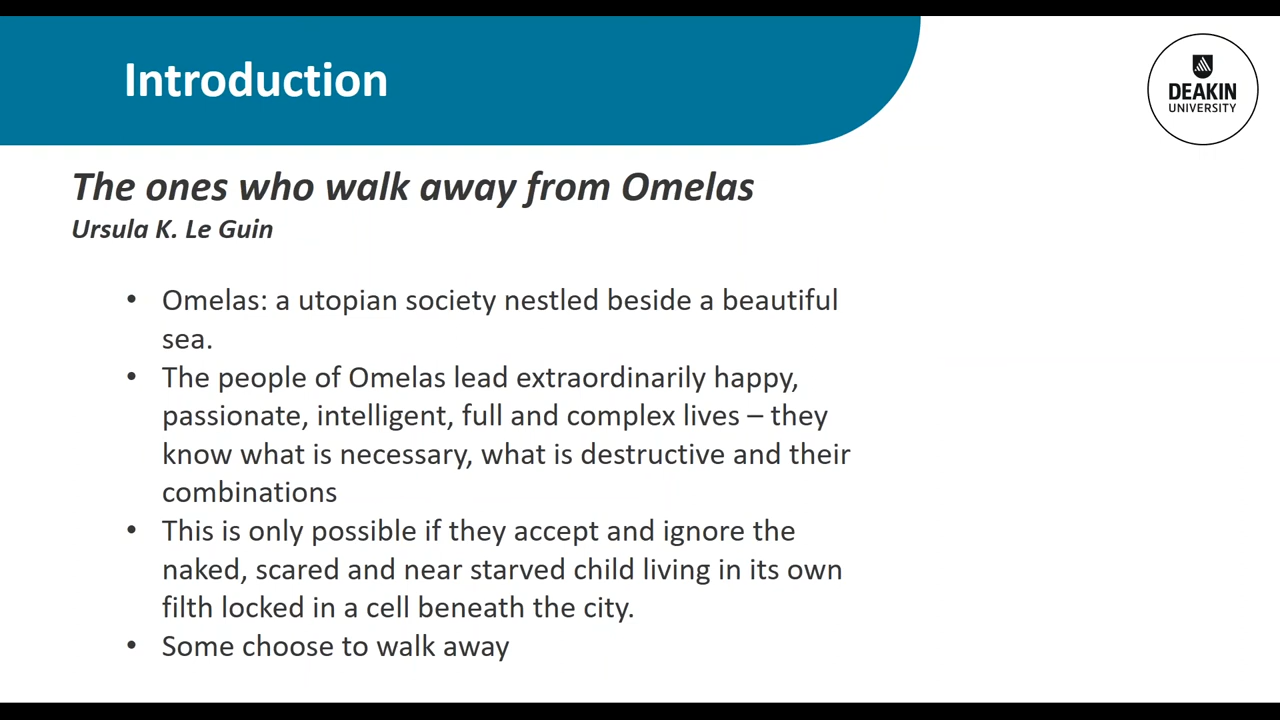 Introduction
DEAKIN
UNIVERSITY
The ones who walk away from Omelas
Ursula K. Le Guin
• Omelas: a utopian society nestled beside a beautiful
sea.
• The people of Omelas lead extraordinarily happy,
passionate, intelligent, full and complex lives – they
know what is necessary, what is destructive and their
combinations
• This is only possible if they accept and ignore the
naked, scared and near starved child living in its own
filth locked in a cell beneath the city.
• Some choose to walk away